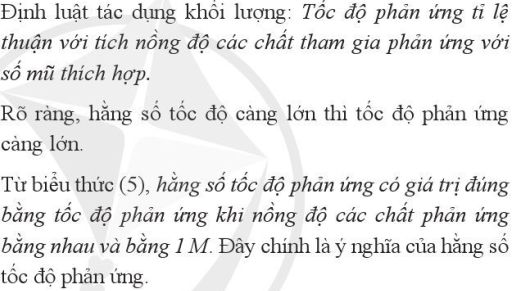 Định luật tác dụng khối lượng: Tốc độ phản ứng tỉ lệ
thuận với tích nồng độ các chất tham gia phản ứng với
số mũ thích hợp.
Rõ ràng, hằng số tốc độ càng lớn thì tốc độ phản ứng
càng lớn.
Từ biểu thức (5), hằng số tốc độ phản ứng có giá trị đúng
bằng tốc độ phản ứng khi nồng độ các chất phản ứng
bằng nhau và bằng 1 M. Đây chính là ý nghĩa của hằng số
tốc độ phản ứng.